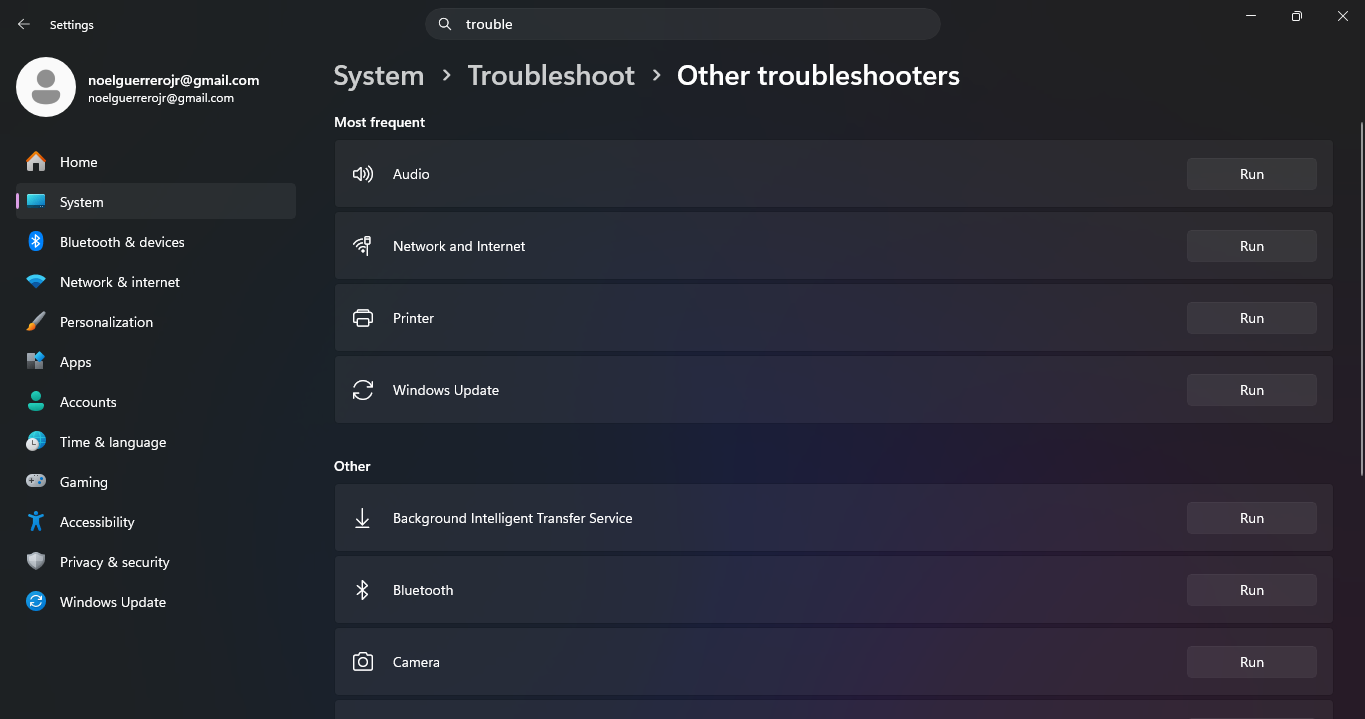 Settings
trouble
noelguerrerojr@gmail.com
noelguerrerojr@gmail.com
Home
System
Bluetooth & devices
Network & internet
Personalization
Apps
Accounts
Time & language
Gaming
Accessibility
Privacy & security
Windows Update
System > Troubleshoot > Other troubleshooters
Most frequent
Audio Run
Network and Internet Run
Printer Run
Windows Update Run
Other
Background Intelligent Transfer Service Run
Bluetooth Run
Camera Run